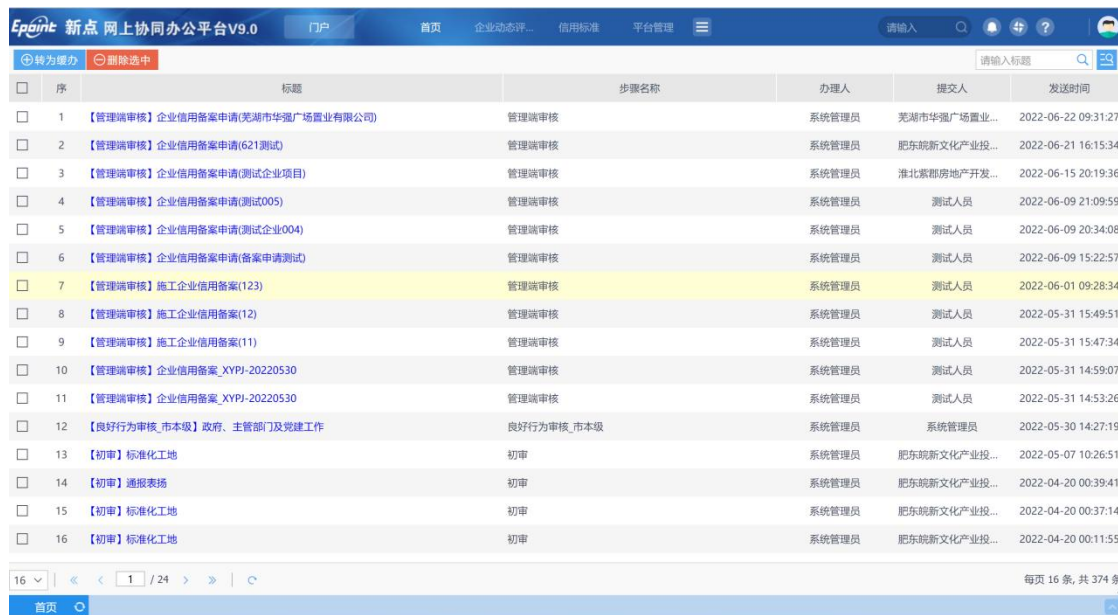 Epoint 新点 网上协同办公平台V9.0 门户 首页 企业动态评... 信用标准 平台管理 请输入
转为缓办 删除选中 请输入标题
序 标题 步骤名称 办理人 提交人 发送时间
1 【管理端审核】企业信用备案申请(芜湖市华强广场置业有限公司) 管理端审核 系统管理员 芜湖市华强广场置业... 2022-06-22 09:31:27
2 【管理端审核】企业信用备案申请(621测试) 管理端审核 系统管理员 肥东皖新文化产业投... 2022-06-21 16:15:34
3 【管理端审核】企业信用备案申请(测试企业项目) 管理端审核 系统管理员 淮北紫郡房地产开发... 2022-06-15 20:19:36
4 【管理端审核】企业信用备案申请(测试005) 管理端审核 系统管理员 测试人员 2022-06-09 21:09:59
5 【管理端审核】企业信用备案申请(测试企业004) 管理端审核 系统管理员 测试人员 2022-06-09 20:34:08
6 【管理端审核】企业信用备案申请(备案申请测试) 管理端审核 系统管理员 测试人员 2022-06-09 15:22:57
7 【管理端审核】施工企业信用备案(123) 管理端审核 系统管理员 测试人员 2022-06-01 09:28:34
8 【管理端审核】施工企业信用备案(12) 管理端审核 系统管理员 测试人员 2022-05-31 15:49:51
9 【管理端审核】施工企业信用备案(11) 管理端审核 系统管理员 测试人员 2022-05-31 15:47:34
10 【管理端审核】企业信用备案_XYPJ-20220530 管理端审核 系统管理员 测试人员 2022-05-31 14:59:07
11 【管理端审核】企业信用备案_XYPJ-20220530 管理端审核 系统管理员 测试人员 2022-05-31 14:53:26
12 【良好行为审核_市本级】政府、主管部门及党建工作 良好行为审核_市本级 系统管理员 系统管理员 2022-05-30 14:27:19
13 【初审】标准化工地 初审 系统管理员 肥东皖新文化产业投... 2022-05-07 10:26:51
14 【初审】通报表扬 初审 系统管理员 肥东皖新文化产业投... 2022-04-20 00:39:41
15 【初审】标准化工地 初审 系统管理员 肥东皖新文化产业投... 2022-04-20 00:37:14
16 【初审】标准化工地 初审 系统管理员 肥东皖新文化产业投... 2022-04-20 00:11:55
16 1 / 24 每页 16 条, 共 374 条
首页